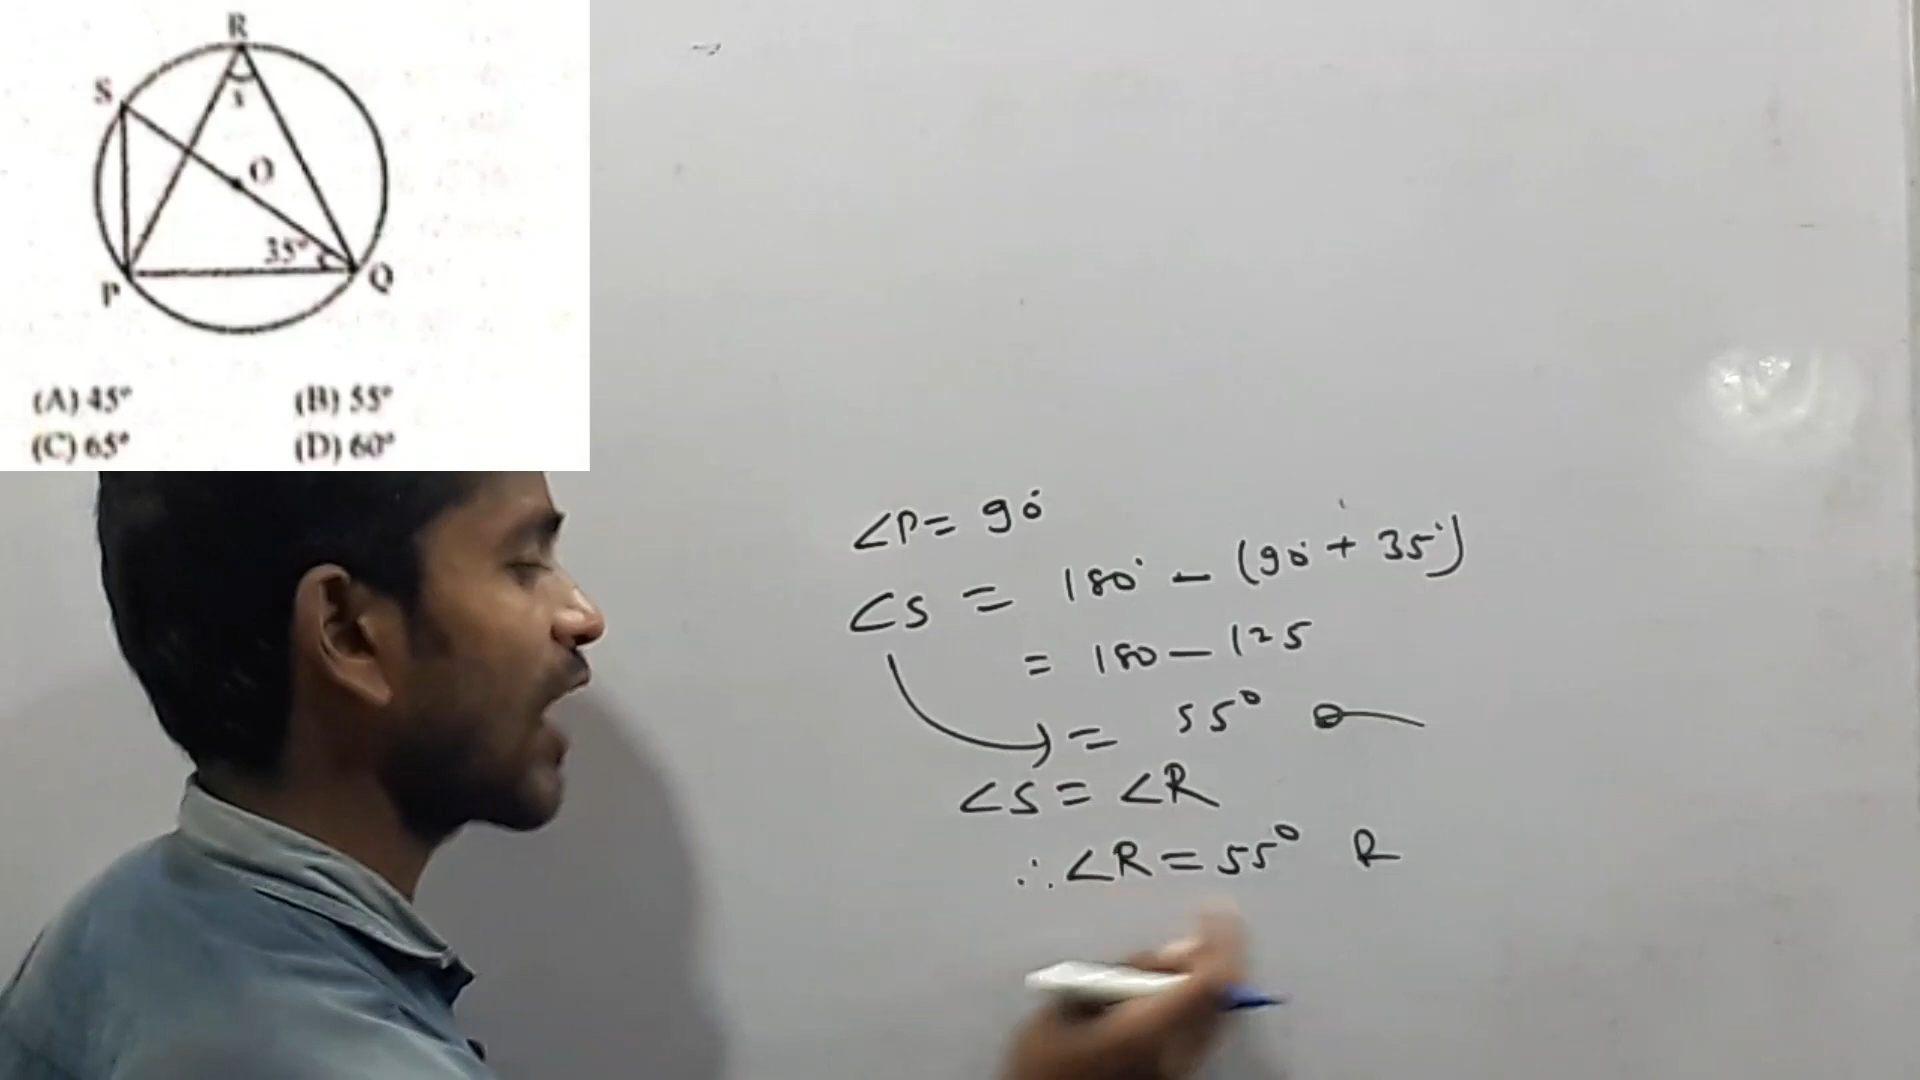 R
S
x
O
35°
P
Q
(A) 45° (B) 55°
(C) 65° (D) 60°
∠P = 90°
∠S = 180° - (90° + 35°)
= 180 - 125
= 55°
∠S = ∠R
∴ ∠R = 55° R